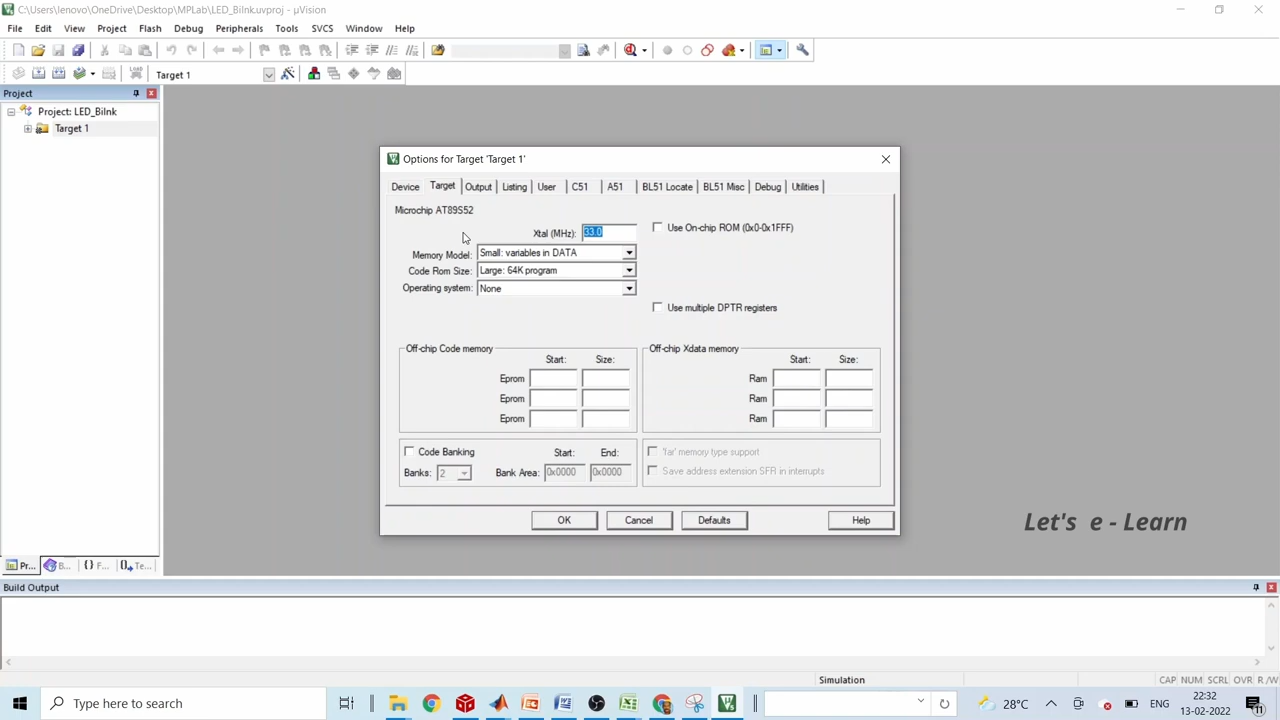 C:\Users\lenovo\OneDrive\Desktop\MPLab\LED_Bilnk.uvproj - µVision
File Edit View Project Flash Debug Peripherals Tools SVCS Window Help
LOAD Target 1
Project
Project: LED_Bilnk
Target 1
Options for Target 'Target 1'
Device Target Output Listing User C51 A51 BL51 Locate BL51 Misc Debug Utilities
Microchip AT89S52
Xtal (MHz): 33.0 Use On-chip ROM (0x0-0x1FFF)
Memory Model: Small: variables in DATA
Code Rom Size: Large: 64K program
Operating system: None
Use multiple DPTR registers
Off-chip Code memory Off-chip Xdata memory
Start: Size: Start: Size:
Eprom Ram
Eprom Ram
Eprom Ram
Code Banking Start: End: 'far' memory type support
Banks: 2 Bank Area: 0x0000 0x0000 Save address extension SFR in interrupts
OK Cancel Defaults Help
Let's e - Learn
Pr... B... {} F... 0. Te...
Build Output
Simulation CAP NUM SCRL OVR R /W
Type here to search 28°C 22:32
13-02-2022 11